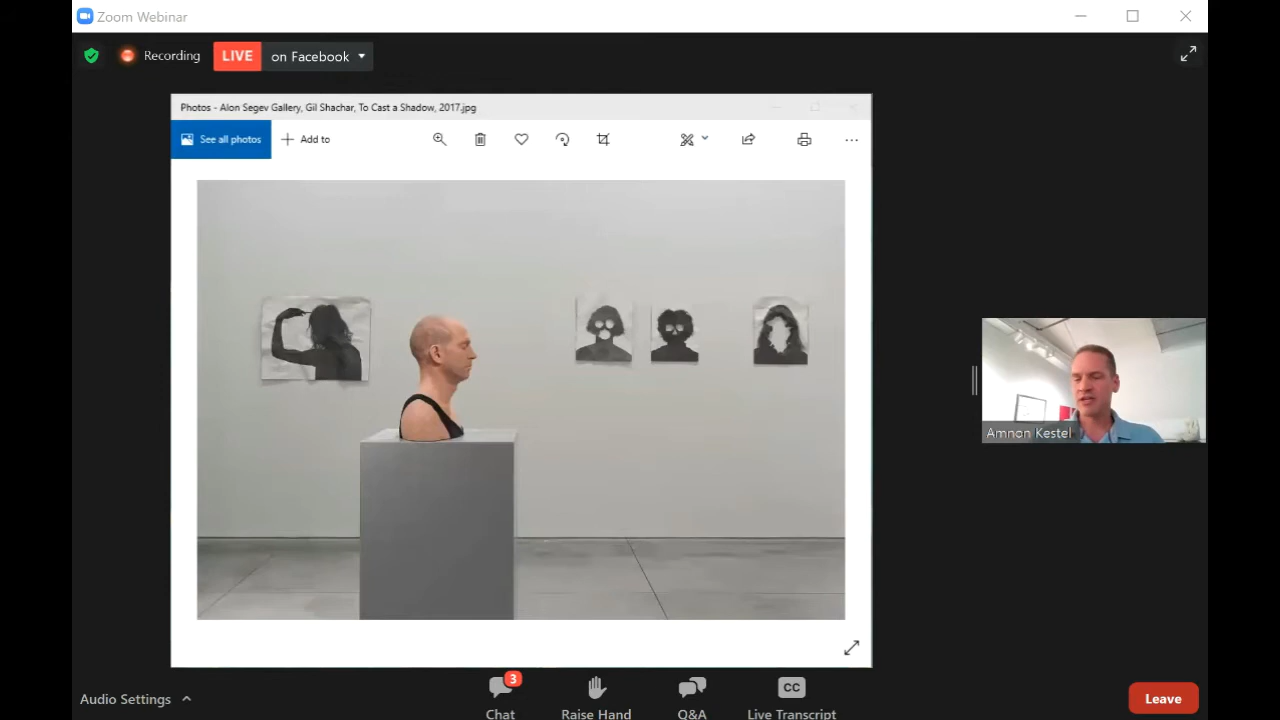 Zoom Webinar
Recording
LIVE
on Facebook
Photos - Alon Segev Gallery, Gil Shachar, To Cast a Shadow, 2017.jpg
See all photos
Add to
Amnon Kestel
Audio Settings
3
Chat
Raise Hand
Q&A
CC
Live Transcript
Leave